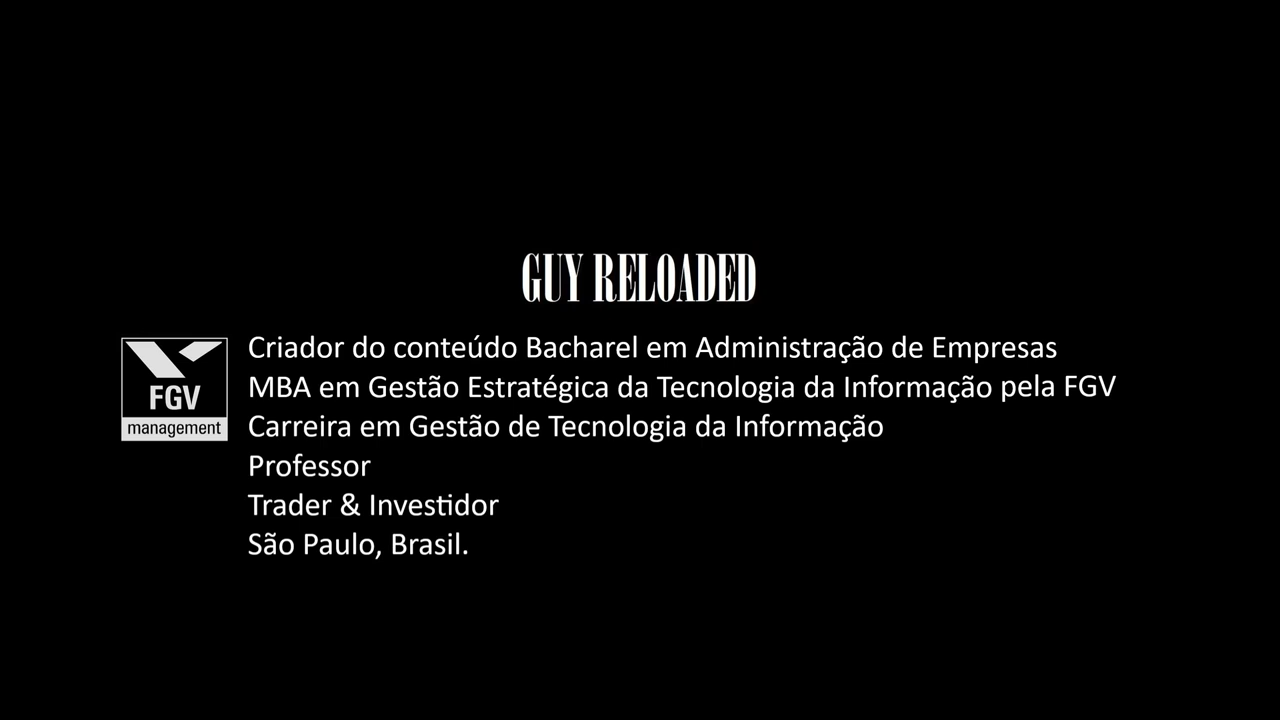 GUY RELOADED
Criador do conteúdo Bacharel em Administração de Empresas
MBA em Gestão Estratégica da Tecnologia da Informação pela FGV
Carreira em Gestão de Tecnologia da Informação
Professor
Trader & Investidor
São Paulo, Brasil.
FGV
management